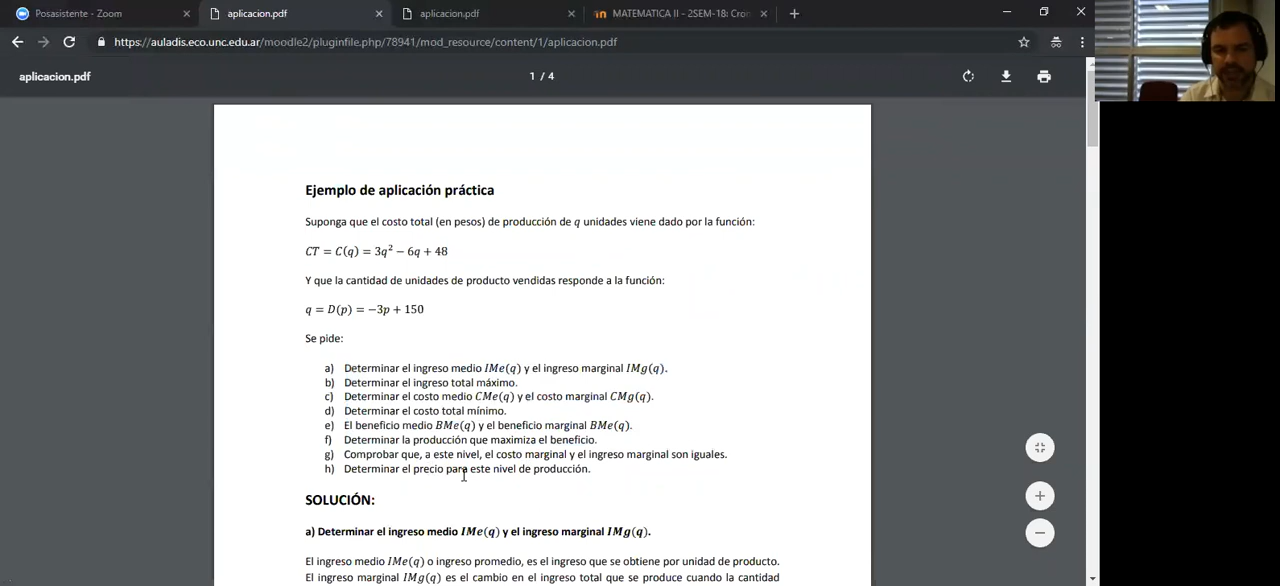 Posasistente - Zoom
aplicacion.pdf
aplicacion.pdf
MATEMATICA II - 2SEM-18: Cron
https://auladis.eco.unc.edu.ar/moodle2/pluginfile.php/78941/mod_resource/content/1/aplicacion.pdf
aplicacion.pdf
1 / 4
Ejemplo de aplicación práctica
Suponga que el costo total (en pesos) de producción de q unidades viene dado por la función:
CT = C(q) = 3q² − 6q + 48
Y que la cantidad de unidades de producto vendidas responde a la función:
q = D(p) = −3p + 150
Se pide:
a) Determinar el ingreso medio IMe(q) y el ingreso marginal IMg(q).
b) Determinar el ingreso total máximo.
c) Determinar el costo medio CMe(q) y el costo marginal CMg(q).
d) Determinar el costo total mínimo.
e) El beneficio medio BMe(q) y el beneficio marginal BMe(q).
f) Determinar la producción que maximiza el beneficio.
g) Comprobar que, a este nivel, el costo marginal y el ingreso marginal son iguales.
h) Determinar el precio para este nivel de producción.
SOLUCIÓN:
a) Determinar el ingreso medio IMe(q) y el ingreso marginal IMg(q).
El ingreso medio IMe(q) o ingreso promedio, es el ingreso que se obtiene por unidad de producto.
El ingreso marginal IMg(q) es el cambio en el ingreso total que se produce cuando la cantidad